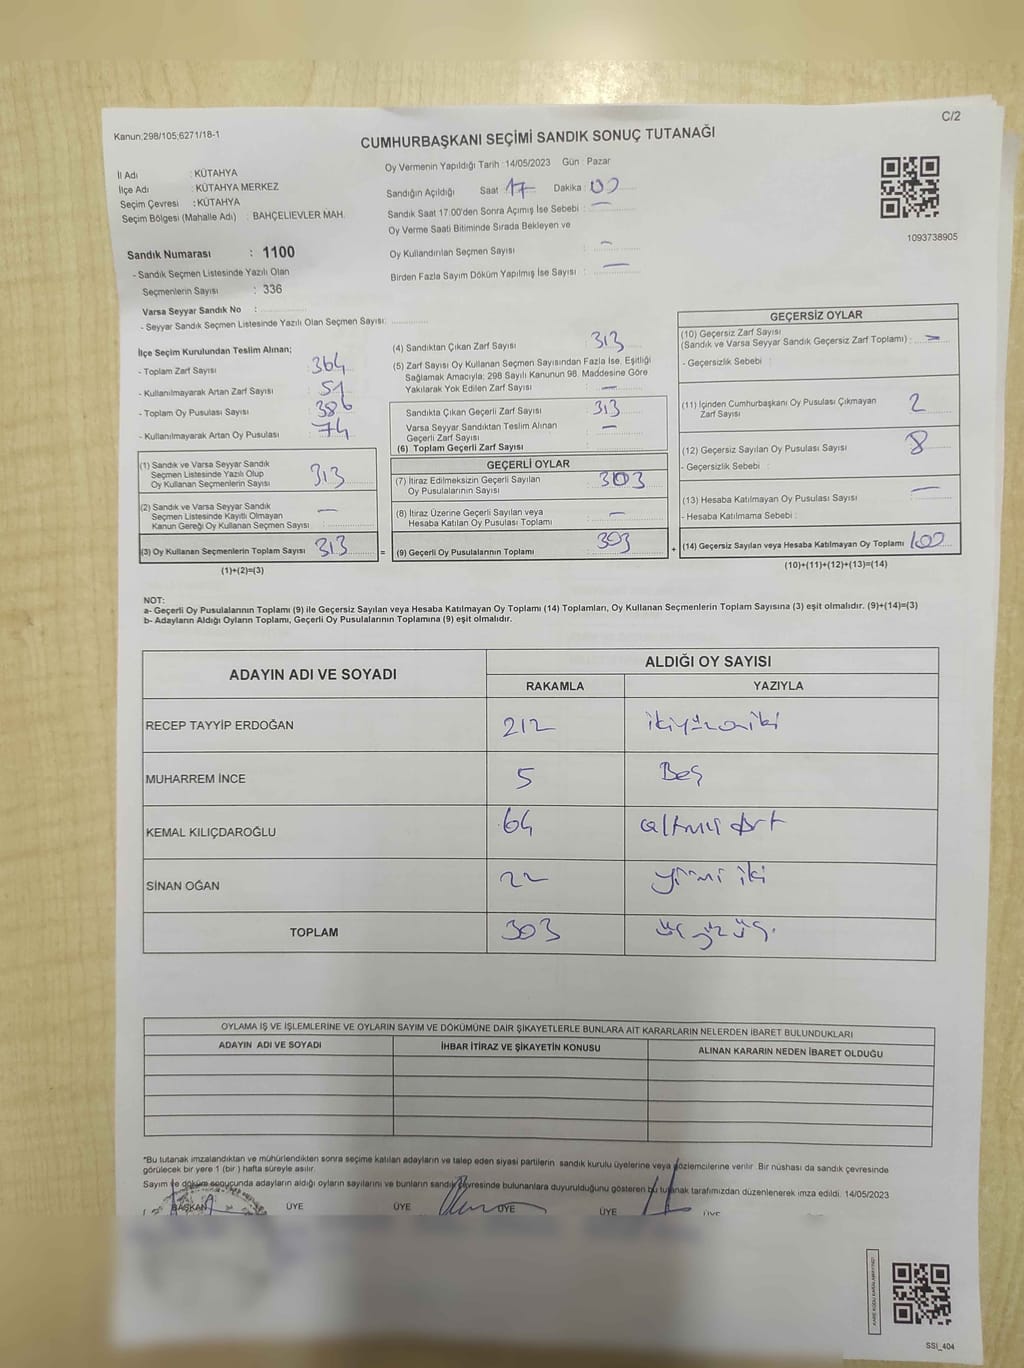 C/2
Kanun,298/105,6271/18-1
CUMHURBAŞKANI SEÇİMİ SANDIK SONUÇ TUTANAĞI
İl Adı : KÜTAHYA
İlçe Adı : KÜTAHYA MERKEZ
Seçim Çevresi : KÜTAHYA
Seçim Bölgesi (Mahalle Adı) : BAHÇELİEVLER MAH.
Sandık Numarası : 1100
- Sandık Seçmen Listesinde Yazılı Olan
Seçmenlerin Sayısı : 336
Varsa Seyyar Sandık No :
- Seyyar Sandık Seçmen Listesinde Yazılı Olan Seçmen Sayısı:
Oy Vermenin Yapıldığı Tarih :14/05/2023 Gün : Pazar
Sandığın Açıldığı Saat 17 Dakika : 00
Sandık Saat 17:00'den Sonra Açımış İse Sebebi : —
Oy Verme Saati Bitiminde Sırada Bekleyen ve
Oy Kullandırılan Seçmen Sayısı : —
Birden Fazla Sayım Döküm Yapılmış İse Sayısı : —
1093738905
İlçe Seçim Kurulundan Teslim Alınan;
- Toplam Zarf Sayısı : 364
- Kullanılmayarak Artan Zarf Sayısı : 51
- Toplam Oy Pusulası Sayısı : 386
- Kullanılmayarak Artan Oy Pusulası : 74
(1) Sandık ve Varsa Seyyar Sandık
Seçmen Listesinde Yazılı Olup
Oy Kullanan Seçmenlerin Sayısı : 313
(2) Sandık ve Varsa Seyyar Sandık
Seçmen Listesinde Kayıtlı Olmayan
Kanun Gereği Oy Kullanan Seçmen Sayısı : —
(3) Oy Kullanan Seçmenlerin Toplam Sayısı : 313
(1)+(2)=(3)
=
(4) Sandıktan Çıkan Zarf Sayısı : 313
(5) Zarf Sayısı Oy Kullanan Seçmen Sayısından Fazla İse, Eşitliği
Sağlamak Amacıyla; 298 Sayılı Kanunun 98. Maddesine Göre
Yakılarak Yok Edilen Zarf Sayısı : —
Sandıkta Çıkan Geçerli Zarf Sayısı : 313
Varsa Seyyar Sandıktan Teslim Alınan
Geçerli Zarf Sayısı : —
(6) Toplam Geçerli Zarf Sayısı :
GEÇERLİ OYLAR
(7) İtiraz Edilmeksizin Geçerli Sayılan
Oy Pusulalarının Sayısı : 303
(8) İtiraz Üzerine Geçerli Sayılan veya
Hesaba Katılan Oy Pusulası Toplamı : —
(9) Geçerli Oy Pusulalarının Toplamı : 303
+
GEÇERSİZ OYLAR
(10) Geçersiz Zarf Sayısı
(Sandık ve Varsa Seyyar Sandık Geçersiz Zarf Toplamı) : —
- Geçersizlik Sebebi :
(11) İçinden Cumhurbaşkanı Oy Pusulası Çıkmayan
Zarf Sayısı : 2
(12) Geçersiz Sayılan Oy Pusulası Sayısı : 8
- Geçersizlik Sebebi :
(13) Hesaba Katılmayan Oy Pusulası Sayısı : —
- Hesaba Katılmama Sebebi :
(14) Geçersiz Sayılan veya Hesaba Katılmayan Oy Toplamı
(10)+(11)+(12)+(13)=(14)
NOT:
a- Geçerli Oy Pusulalarının Toplamı (9) ile Geçersiz Sayılan veya Hesaba Katılmayan Oy Toplamı (14) Toplamları, Oy Kullanan Seçmenlerin Toplam Sayısına (3) eşit olmalıdır. (9)+(14)=(3)
b- Adayların Aldığı Oyların Toplamı, Geçerli Oy Pusulalarının Toplamına (9) eşit olmalıdır.
ADAYIN ADI VE SOYADI ALDIĞI OY SAYISI
RAKAMLA YAZIYLA
RECEP TAYYİP ERDOĞAN 212 ikiyüzoniki
MUHARREM İNCE 5 Beş
KEMAL KILIÇDAROĞLU 64 altmış dört
SİNAN OĞAN 22 yirmi iki
TOPLAM 303 üçyüzüç.
OYLAMA İŞ VE İŞLEMLERİNE VE OYLARIN SAYIM VE DÖKÜMÜNE DAİR ŞİKAYETLERLE BUNLARA AİT KARARLARIN NELERDEN İBARET BULUNDUKLARI
ADAYIN ADI VE SOYADI İHBAR İTİRAZ VE ŞİKAYETİN KONUSU ALINAN KARARIN NEDEN İBARET OLDUĞU
*Bu tutanak imzalandıktan ve mühürlendikten sonra seçime katılan adayların ve talep eden siyasi partilerin sandık kurulu üyelerine veya gözlemcilerine verilir. Bir nüshası da sandık çevresinde
görülecek bir yere 1 (bir ) hafta süreyle asılır.
Sayım ve döküm sonucunda adayların aldığı oyların sayılarını ve bunların sandık çevresinde bulunanlara duyurulduğunu gösteren bu tutanak tarafımızdan düzenlenerek imza edildi. 14/05/2023
BAŞKAN ÜYE ÜYE ÜYE ÜYE ÜYE
SSI_404